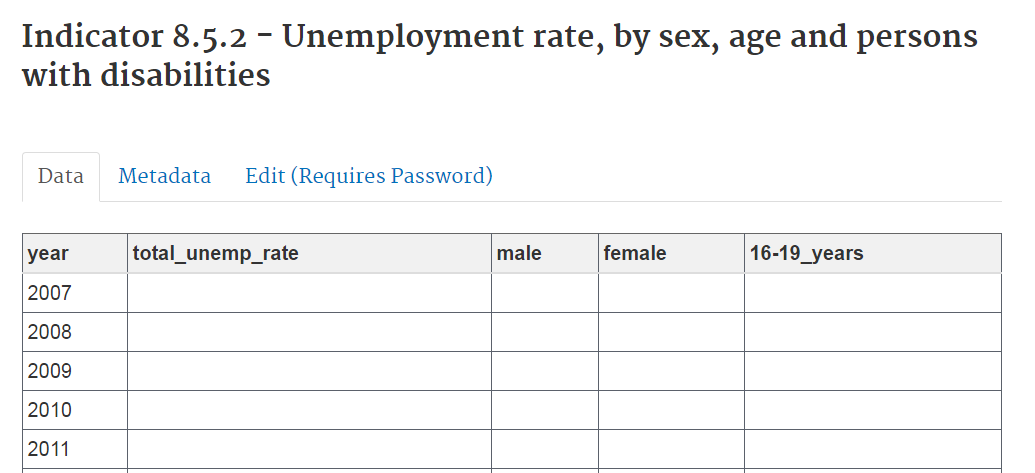 Indicator 8.5.2 - Unemployment rate, by sex, age and persons
with disabilities
Data Metadata Edit (Requires Password)
year total_unemp_rate male female 16-19_years
2007
2008
2009
2010
2011